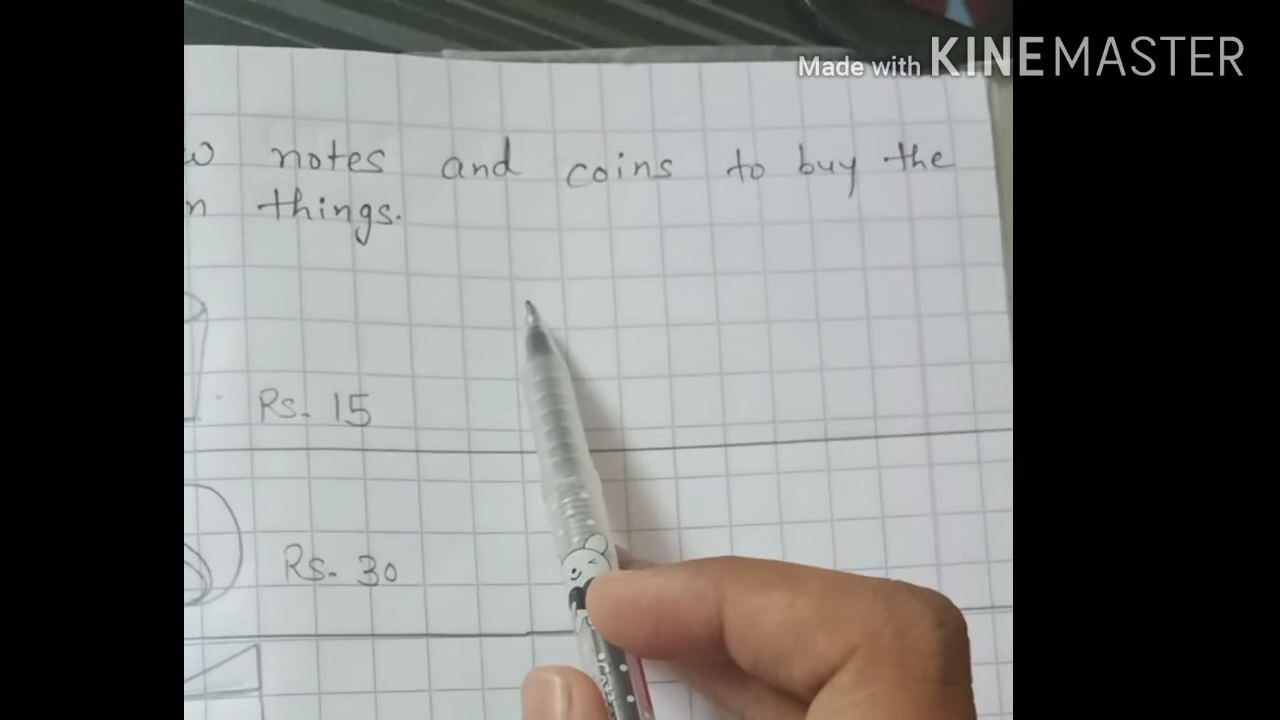 Made with KINEMASTER
w notes and coins to buy the
n things.
Rs. 15
Rs. 30